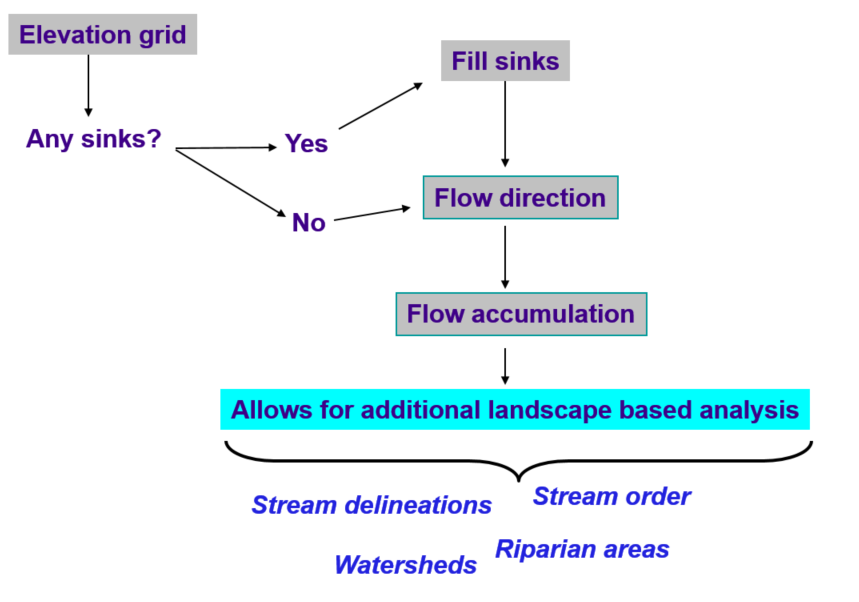 Elevation grid
Any sinks?
Yes
No
Fill sinks
Flow direction
Flow accumulation
Allows for additional landscape based analysis
Stream delineations
Stream order
Watersheds
Riparian areas